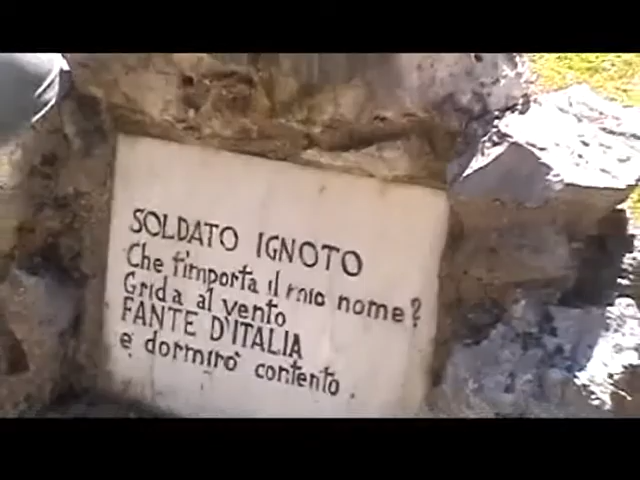 SOLDATO IGNOTO
Che t'importa il mio nome?
Grida al vento
FANTE D'ITALIA
e dormirò contento.